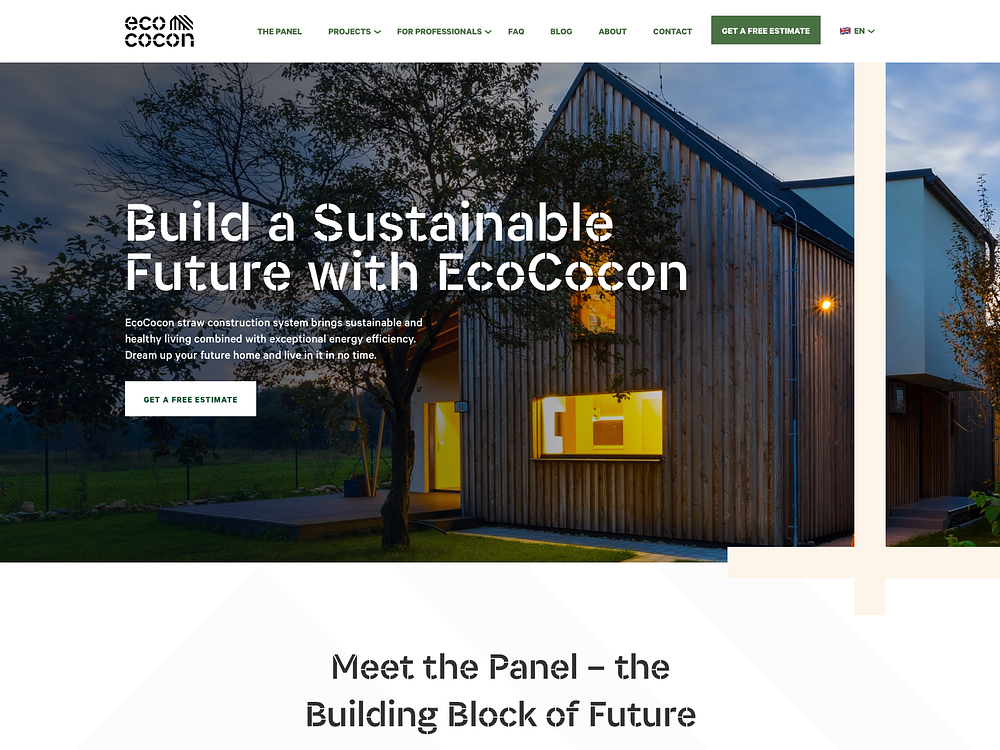 eco
cocon
THE PANEL PROJECTS FOR PROFESSIONALS FAQ BLOG ABOUT CONTACT GET A FREE ESTIMATE EN
Build a Sustainable
Future with EcoCocon
EcoCocon straw construction system brings sustainable and
healthy living combined with exceptional energy efficiency.
Dream up your future home and live in it in no time.
GET A FREE ESTIMATE
Meet the Panel – the
Building Block of Future